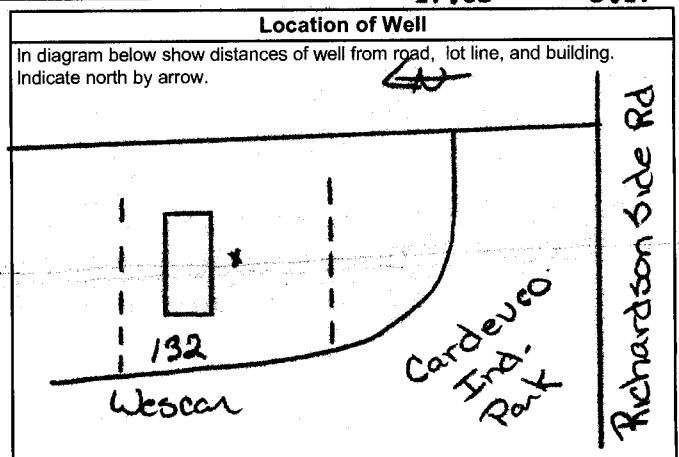 Location of Well
In diagram below show distances of well from road, lot line, and building.
Indicate north by arrow.
N
Richardson Side Rd
132
Wescar
Cardevco
Ind.
Park